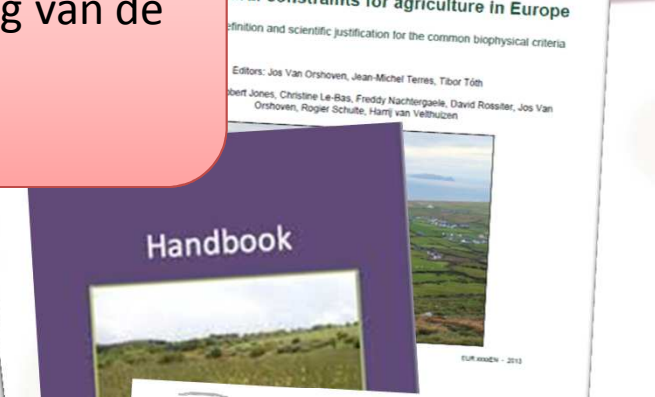 g van de
constraints for agriculture in Europe
efinition and scientific justification for the common biophysical criteria
Editors: Jos Van Orshoven, Jean-Michel Terres, Tibor Tóth
obert Jones, Christine Le-Bas, Freddy Nachtergaele, David Rossiter, Jos Van
Orshoven, Rogier Schulte, Harrij van Velthuizen
Handbook
- 2013